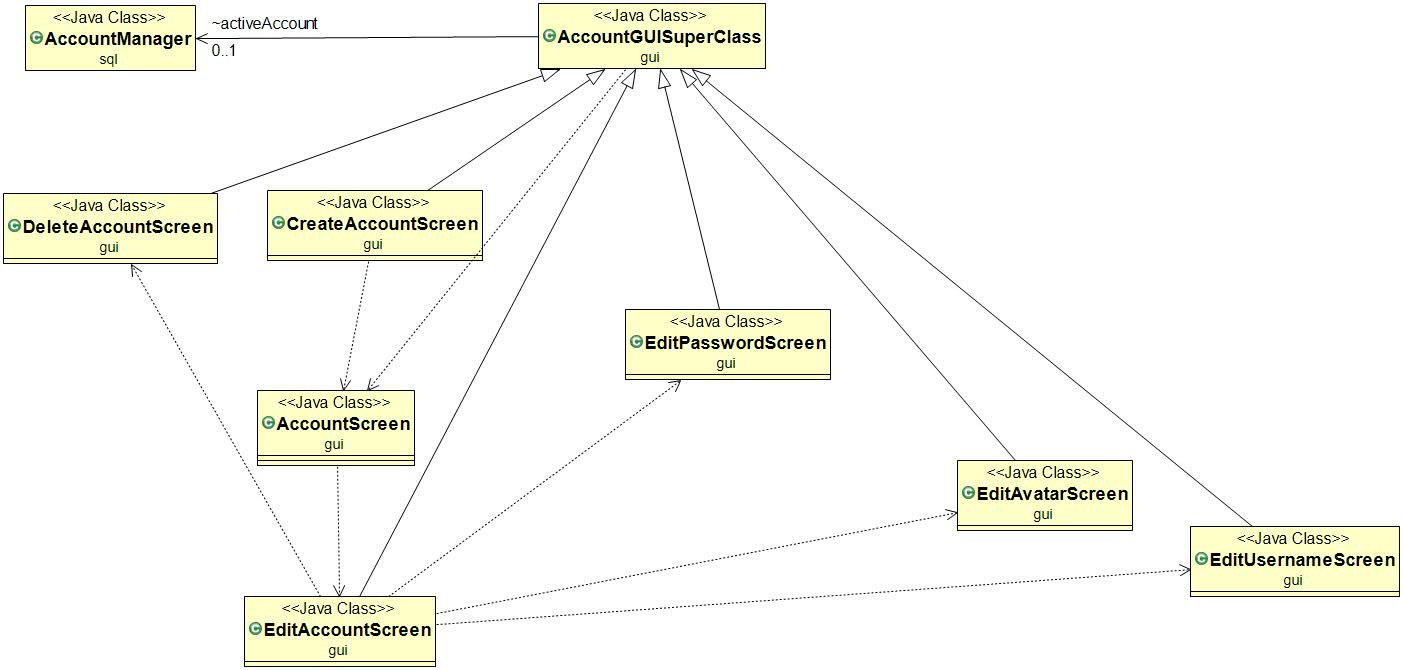 <<Java Class>>
AccountManager
sql
~activeAccount
0..1
<<Java Class>>
AccountGUISuperClass
gui
<<Java Class>>
DeleteAccountScreen
gui
<<Java Class>>
CreateAccountScreen
gui
<<Java Class>>
EditPasswordScreen
gui
<<Java Class>>
AccountScreen
gui
<<Java Class>>
EditAvatarScreen
gui
<<Java Class>>
EditUsernameScreen
gui
<<Java Class>>
EditAccountScreen
gui